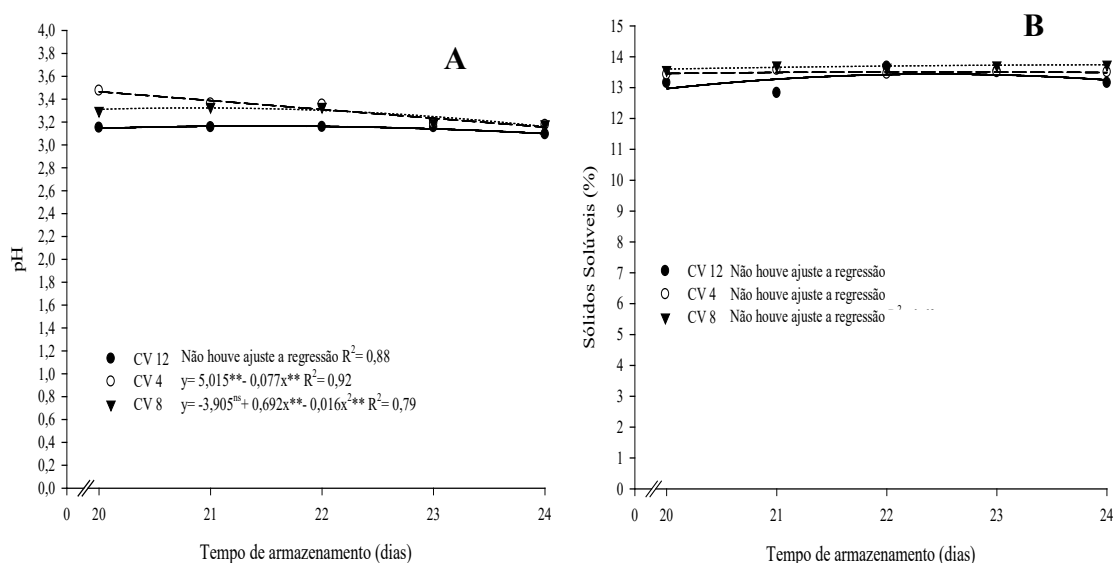 A
4,0
3,8
3,6
3,4
3,2
3,0
2,8
2,6
2,4
2,2
2,0
1,8
1,6
1,4
1,2
1,0
0,8
0,6
0,4
0,2
0,0
pH
CV 12 Não houve ajuste a regressão R²= 0,88
CV 4 y= 5,015**- 0,077x** R²= 0,92
CV 8 y= -3,905ⁿˢ+ 0,692x**- 0,016x²** R²= 0,79
0 20 21 22 23 24
Tempo de armazenamento (dias)
B
15
14
13
12
11
10
9
8
7
6
5
4
3
2
1
0
Sólidos Solúveis (%)
CV 12 Não houve ajuste a regressão
CV 4 Não houve ajuste a regressão
CV 8 Não houve ajuste a regressão
0 20 21 22 23 24
Tempo de armazenamento (dias)